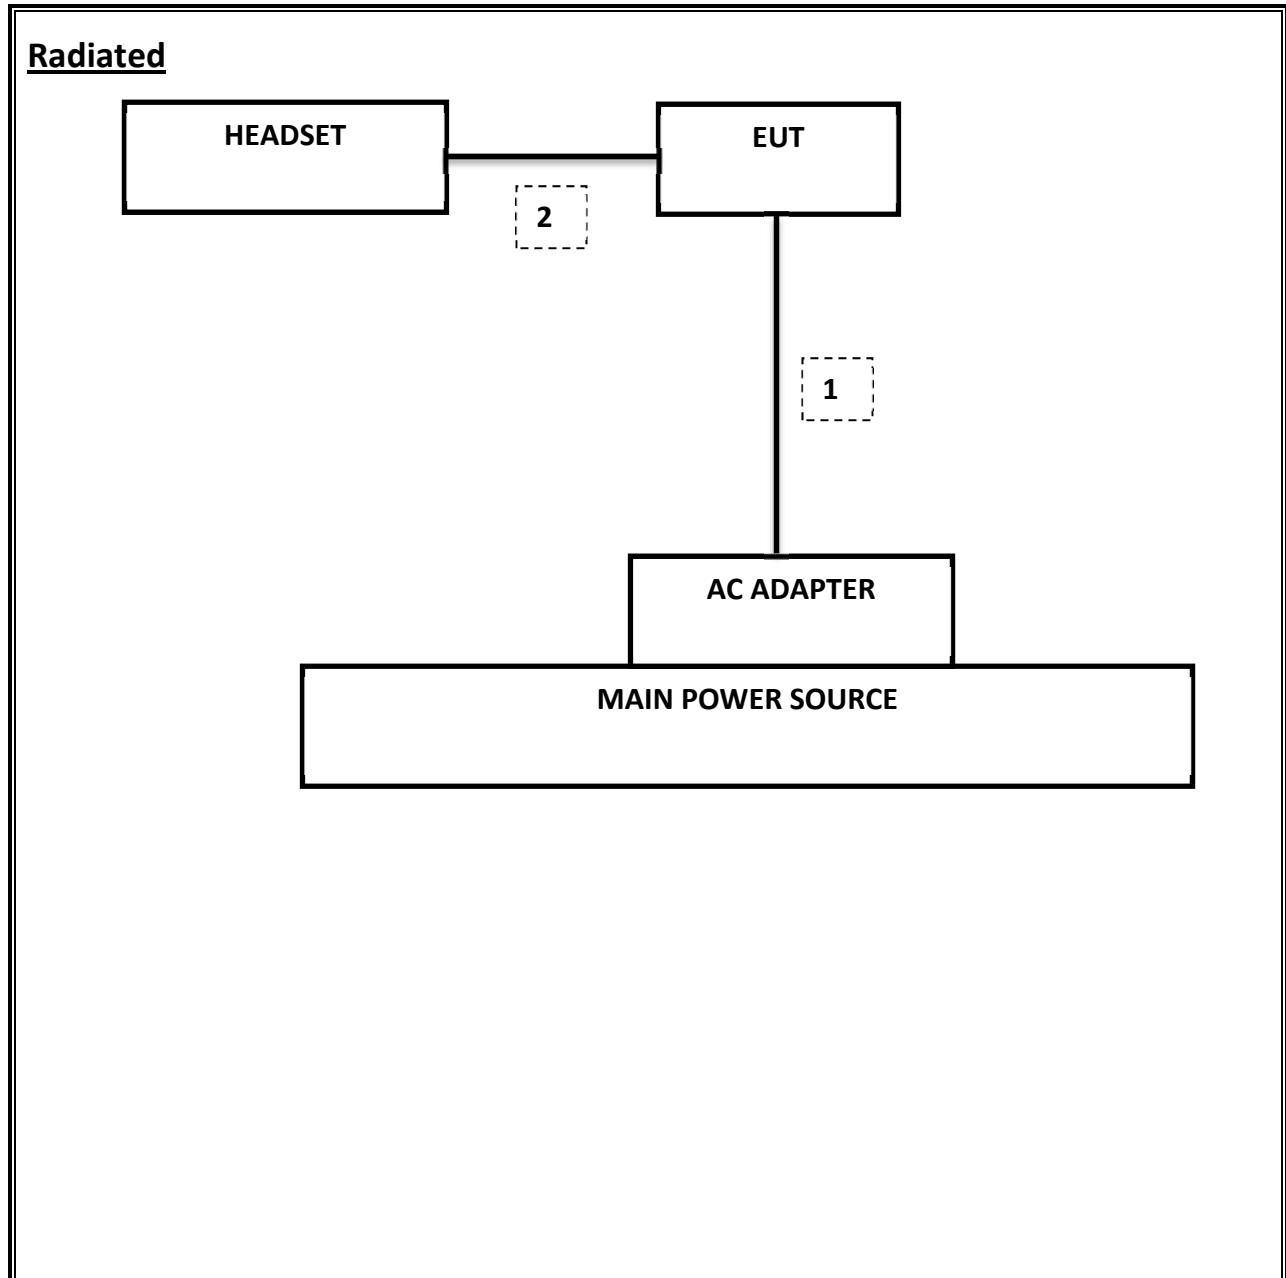 Radiated
HEADSET
EUT
2
1
AC ADAPTER
MAIN POWER SOURCE